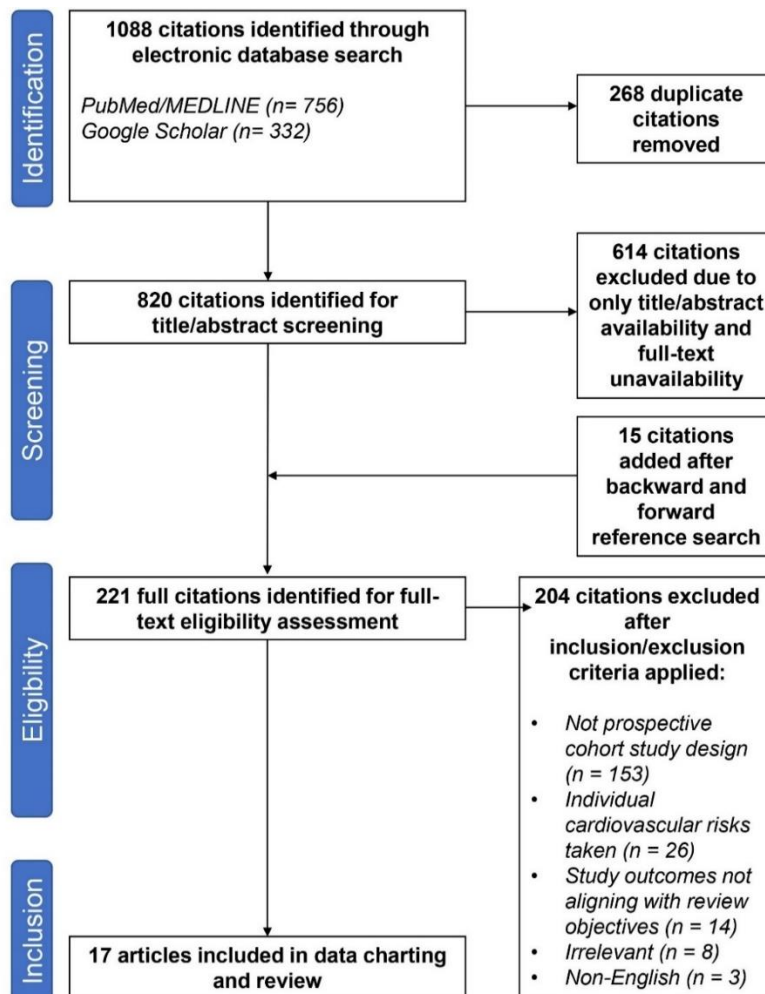 Identification
1088 citations identified through
electronic database search
PubMed/MEDLINE (n= 756)
Google Scholar (n= 332)
268 duplicate
citations
removed
Screening
820 citations identified for
title/abstract screening
614 citations
excluded due to
only title/abstract
availability and
full-text
unavailability
15 citations
added after
backward and
forward
reference search
Eligibility
221 full citations identified for full-
text eligibility assessment
204 citations excluded
after
inclusion/exclusion
criteria applied:
• Not prospective
cohort study design
(n = 153)
• Individual
cardiovascular risks
taken (n = 26)
• Study outcomes not
aligning with review
objectives (n = 14)
• Irrelevant (n = 8)
• Non-English (n = 3)
Inclusion
17 articles included in data charting
and review